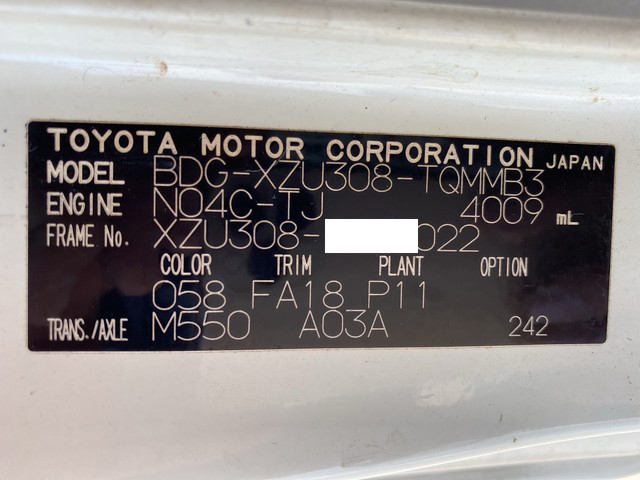 TOYOTA MOTOR CORPORATION JAPAN
MODEL BDG-XZU308-TQMMB3
ENGINE N04C-TJ 4009 mL
FRAME No. XZU308- 022
COLOR TRIM PLANT OPTION
058 FA18 P11
TRANS./AXLE M550 A03A 242